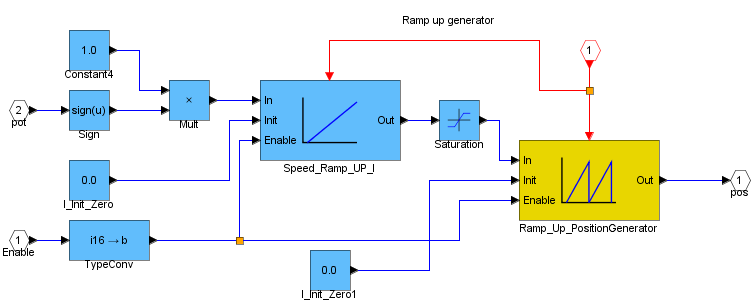 Ramp up generator
1
1.0
Constant4
2
pot
sign(u)
Sign
×
Mult
In
Init
Enable
Out
Speed_Ramp_UP_I
Saturation
0.0
I_Init_Zero
In
Init
Enable
Out
Ramp_Up_PositionGenerator
1
pos
1
Enable
i16 → b
TypeConv
0.0
I_Init_Zero1